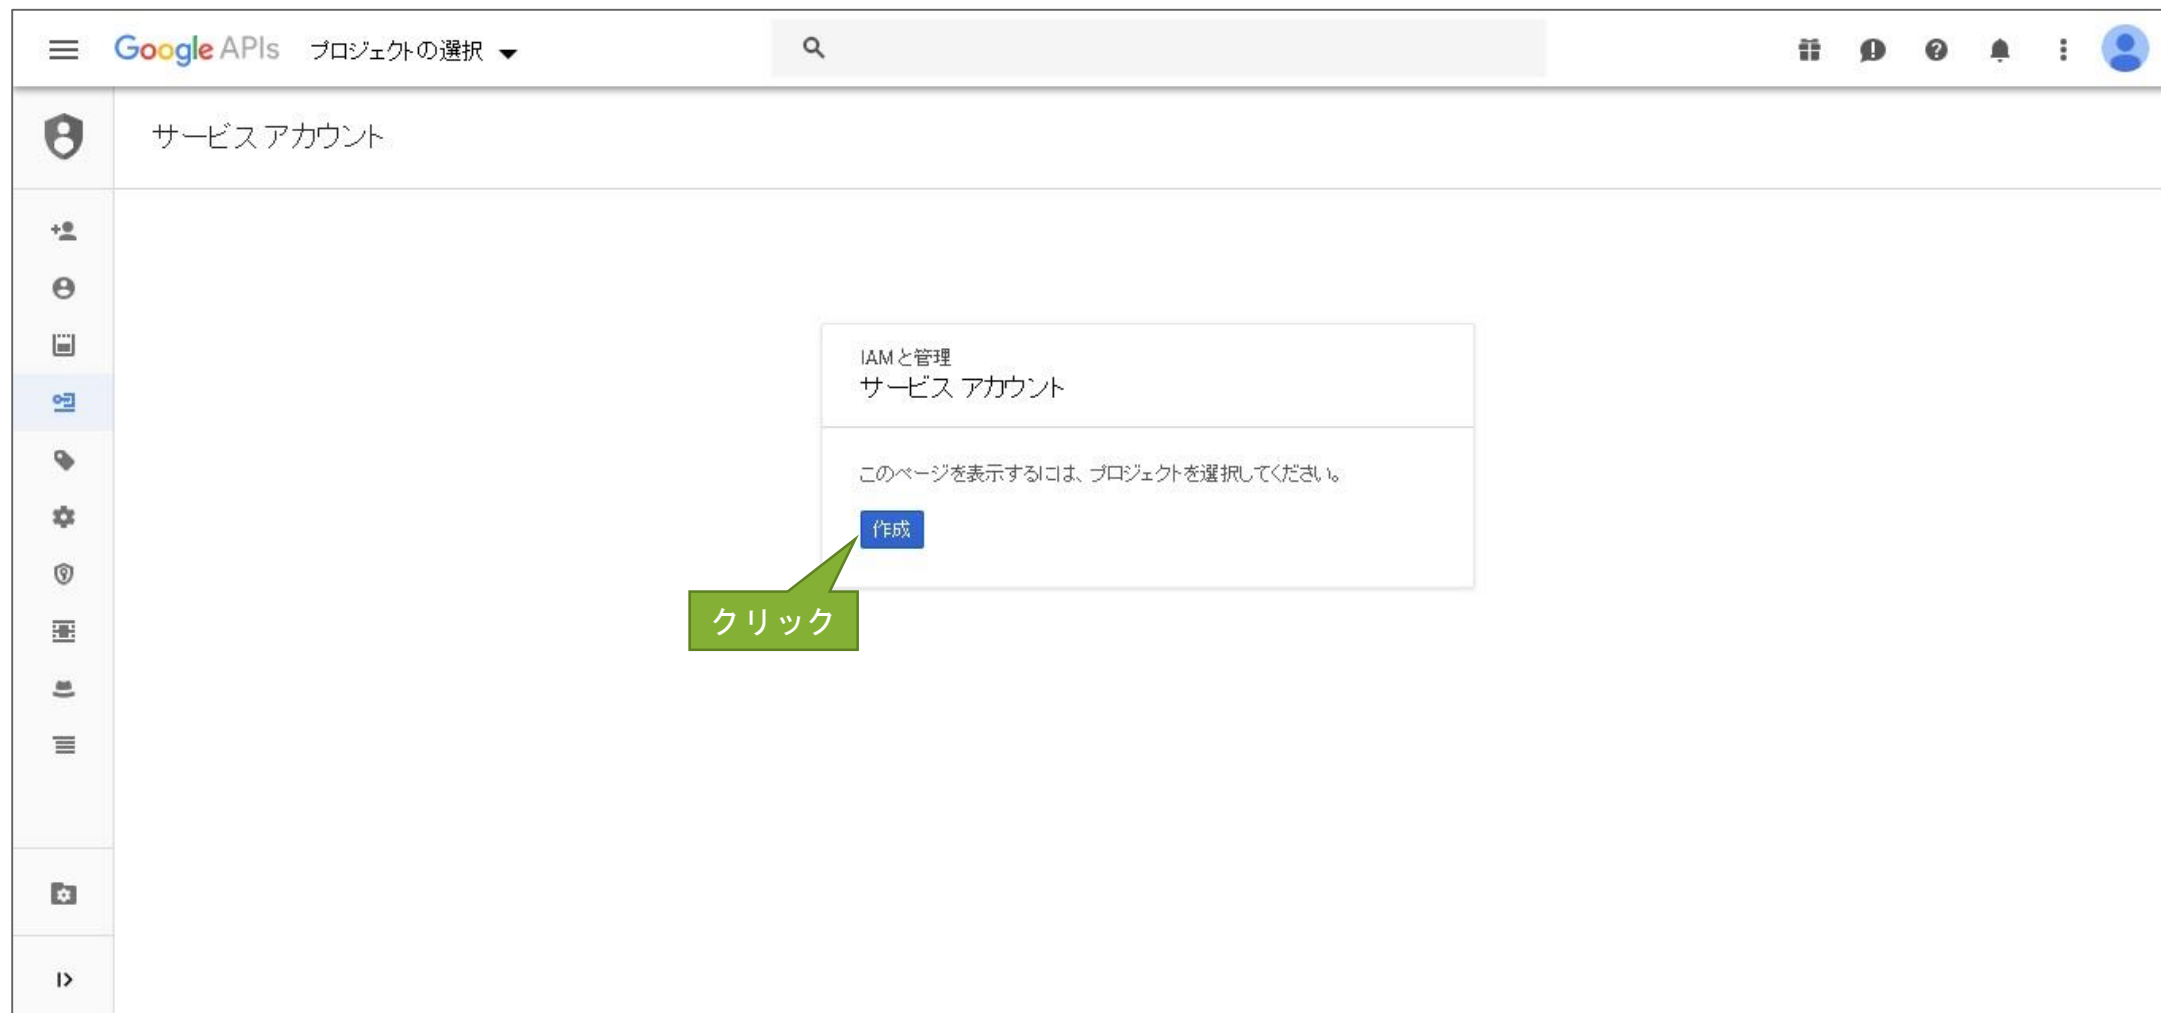 Google APIs プロジェクトの選択
サービス アカウント
IAMと管理
サービス アカウント
このページを表示するには、プロジェクトを選択してください。
作成
クリック